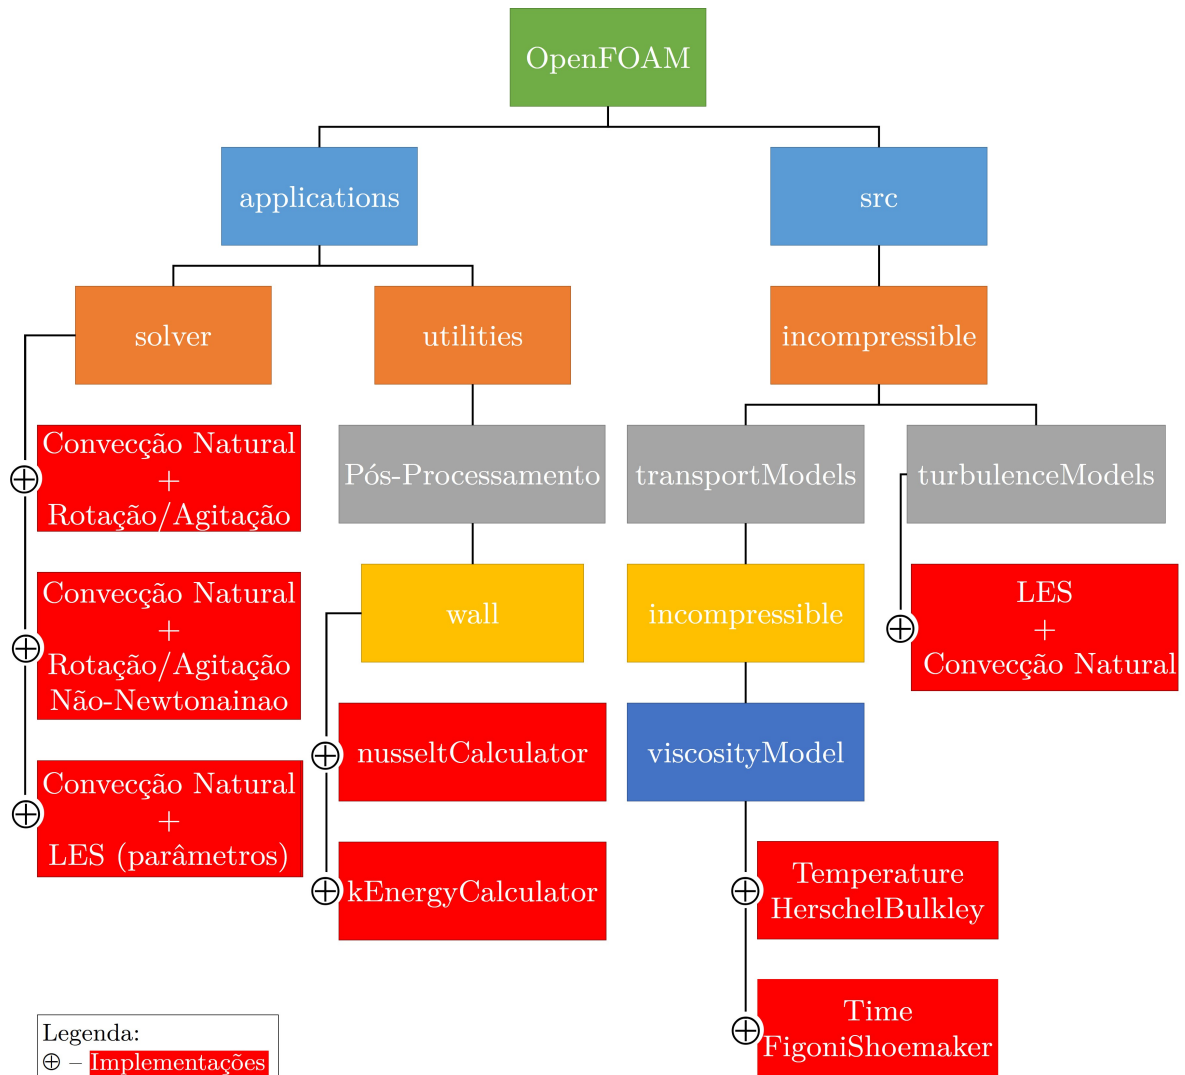 OpenFOAM
applications
src
solver
utilities
incompressible
Convecção Natural
+
Rotação/Agitação
Pós-Processamento
transportModels
turbulenceModels
Convecção Natural
+
Rotação/Agitação
Não-Newtonainao
wall
incompressible
LES
+
Convecção Natural
Convecção Natural
+
LES (parâmetros)
nusseltCalculator
viscosityModel
kEnergyCalculator
Temperature
HerschelBulkley
Time
FigoniShoemaker
Legenda:
⊕ – Implementações